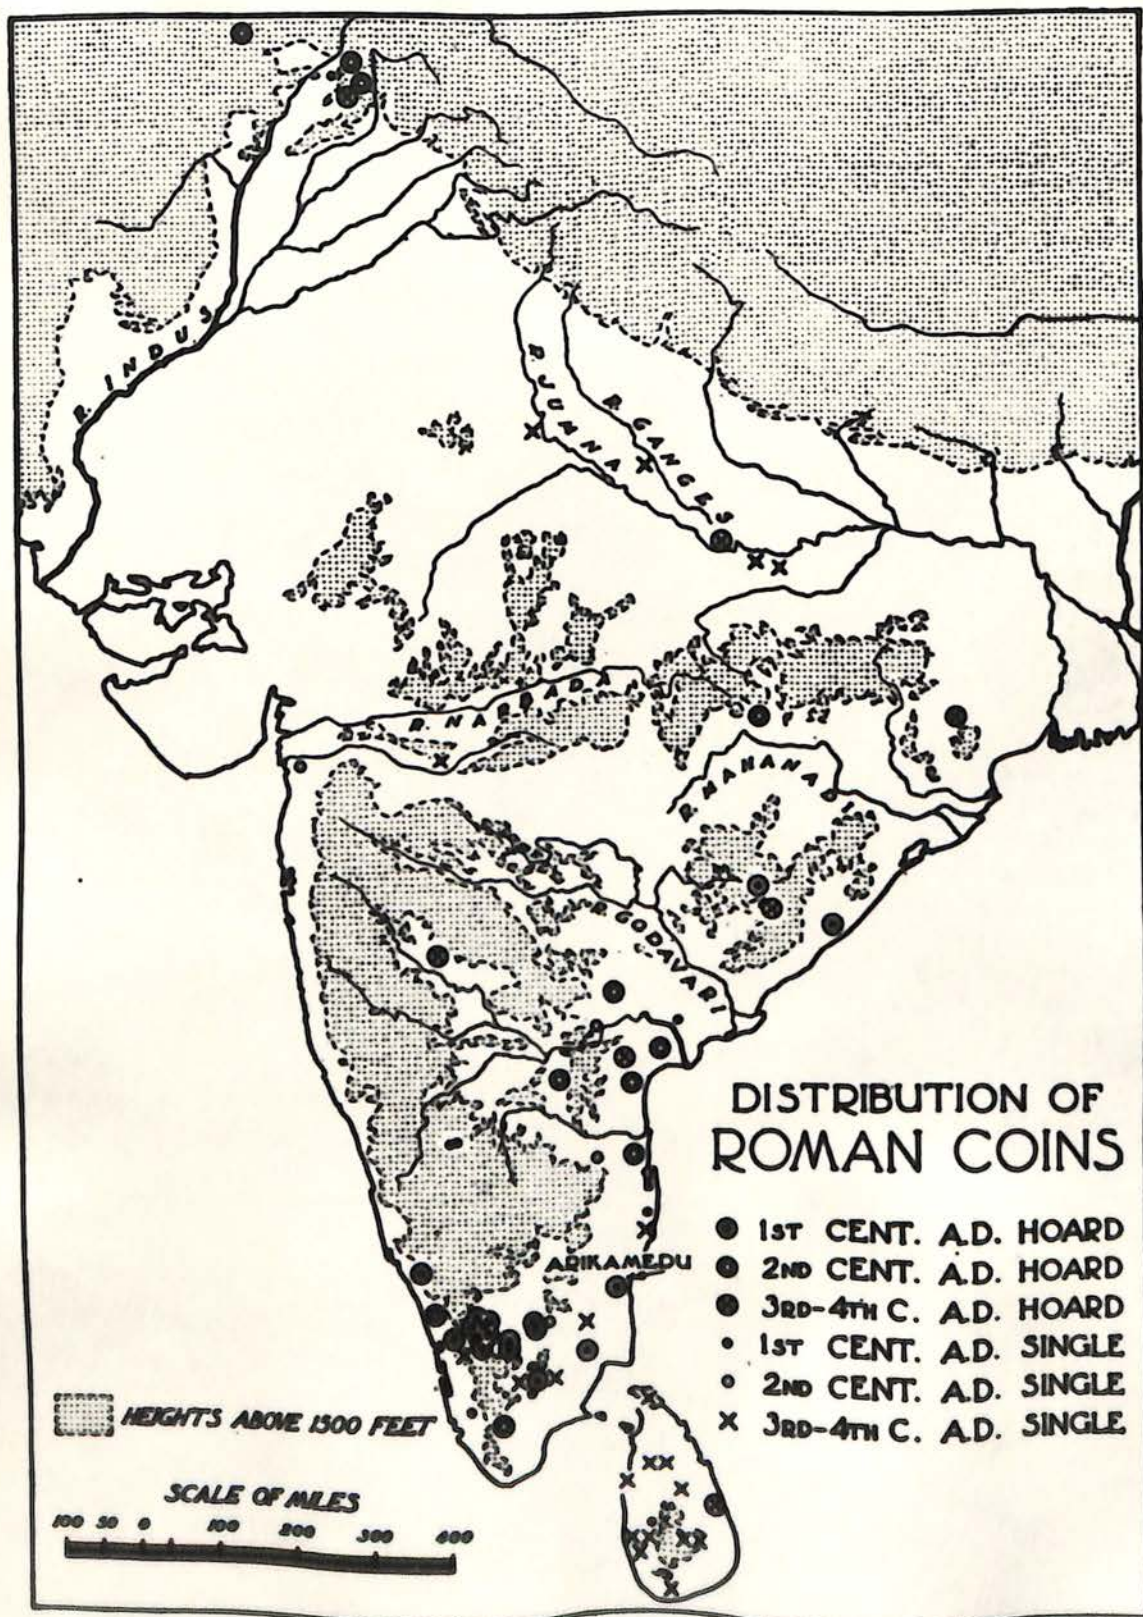 R. INDUS
R. JUMNA
R. GANGES
R. NARBADA
R. MAHANADI
R. GODAVARI
DISTRIBUTION OF
ROMAN COINS
1ST CENT. A.D. HOARD
2ND CENT. A.D. HOARD
ARIKAMEDU
3RD-4TH C. A.D. HOARD
1ST CENT. A.D. SINGLE
2ND CENT. A.D. SINGLE
3RD-4TH C. A.D. SINGLE
HEIGHTS ABOVE 1500 FEET
SCALE OF MILES
100 50 0 100 200 300 400